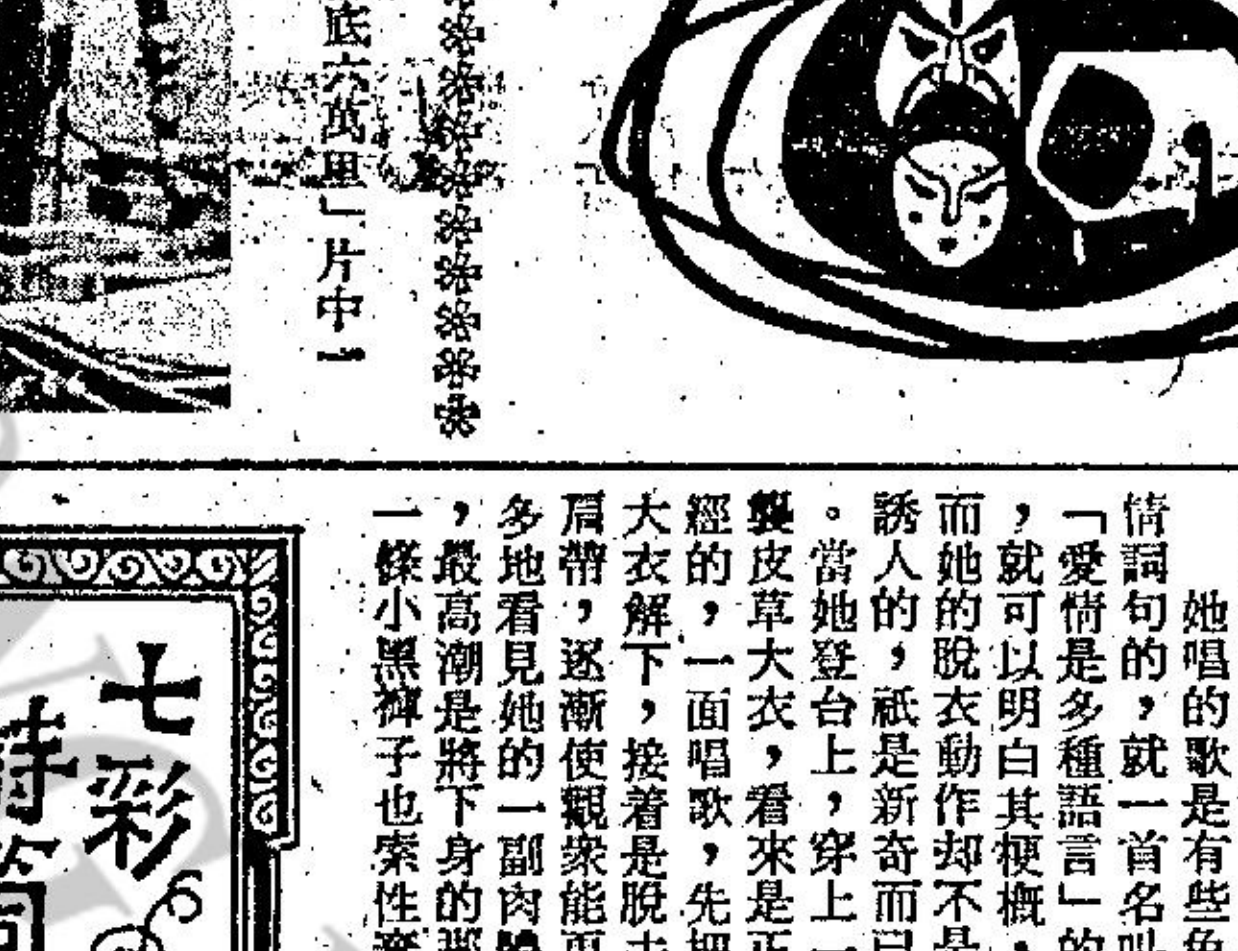 底六萬里」片中一
她唱的歌是有些
情詞句的，就一首名叫
「愛情是多種語言」的
，就可以明白其梗概，
而她的脫衣動作却不是
誘人的，祇是新奇而已
。當她登台上，穿上一
襲皮草大衣，看來是正
經的，一面唱歌，先把
大衣解下，接着是脫去
肩帶，逐漸使觀衆能更
多地看見她的一副肉體
，最高潮是將下身的那
一條小黑褲子也索性棄
七彩